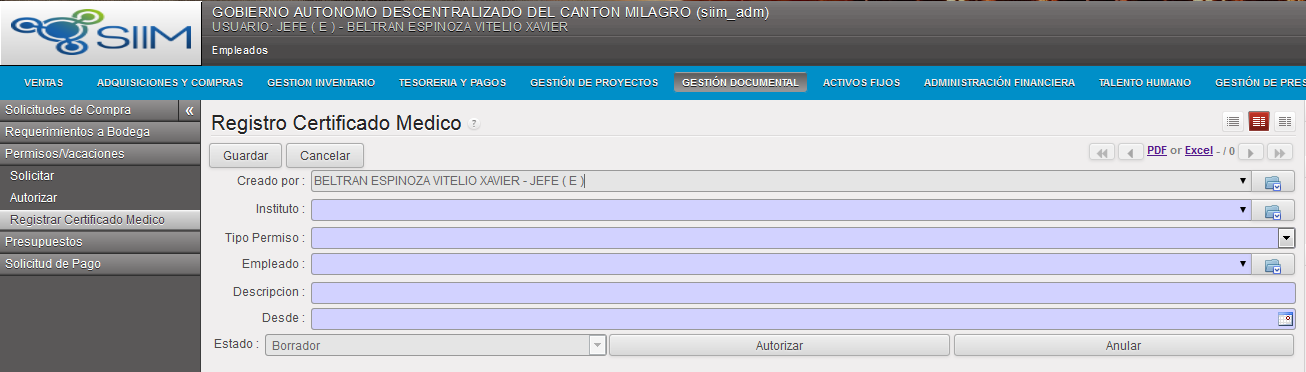 SIIM
GOBIERNO AUTONOMO DESCENTRALIZADO DEL CANTON MILAGRO (siim_adm)
USUARIO: JEFE ( E ) - BELTRAN ESPINOZA VITELIO XAVIER
Empleados
VENTAS ADQUISICIONES Y COMPRAS GESTION INVENTARIO TESORERIA Y PAGOS GESTIÓN DE PROYECTOS GESTIÓN DOCUMENTAL ACTIVOS FIJOS ADMINISTRACIÓN FINANCIERA TALENTO HUMANO GESTIÓN DE PRES
Solicitudes de Compra «
Requerimientos a Bodega
Permisos/Vacaciones
Solicitar
Autorizar
Registrar Certificado Medico
Presupuestos
Solicitud de Pago
Registro Certificado Medico ?
Guardar Cancelar PDF or Excel - / 0
Creado por : BELTRAN ESPINOZA VITELIO XAVIER - JEFE ( E )
Instituto :
Tipo Permiso :
Empleado :
Descripcion :
Desde :
Estado : Borrador Autorizar Anular